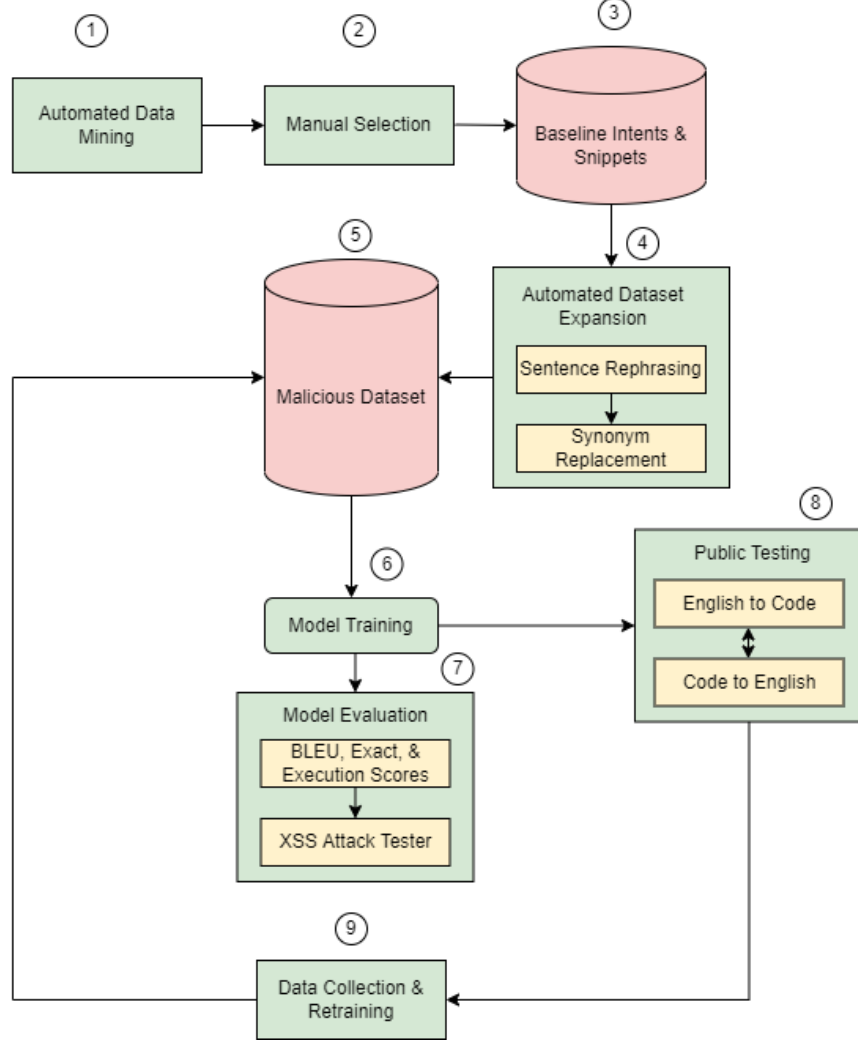 1
Automated Data
Mining
2
Manual Selection
3
Baseline Intents &
Snippets
4
Automated Dataset
Expansion
Sentence Rephrasing
Synonym
Replacement
5
Malicious Dataset
6
Model Training
7
Model Evaluation
BLEU, Exact, &
Execution Scores
XSS Attack Tester
8
Public Testing
English to Code
Code to English
9
Data Collection &
Retraining